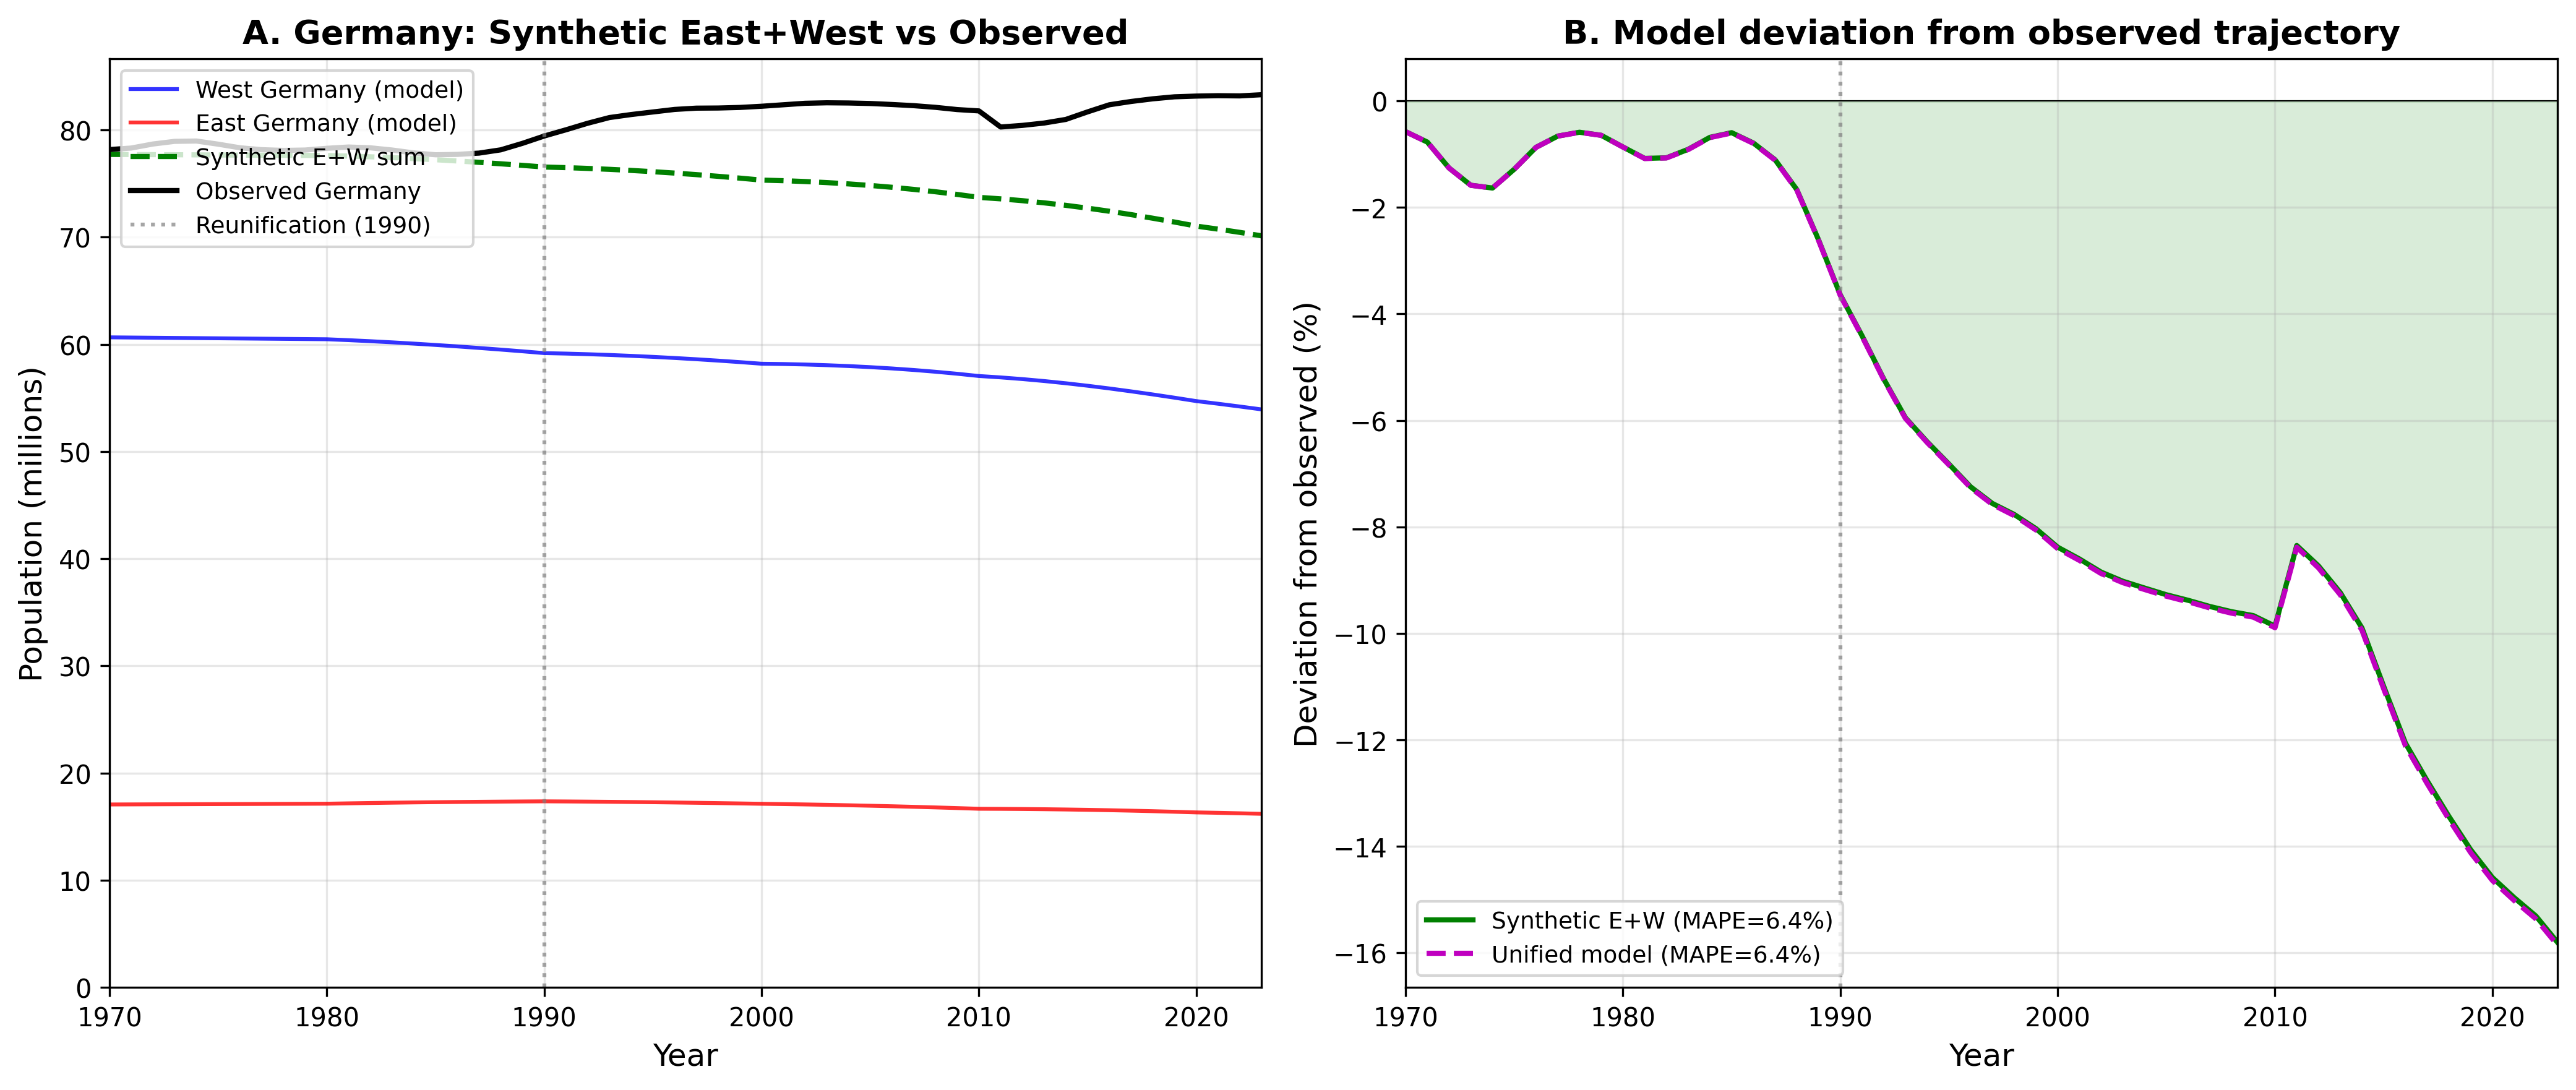 A. Germany: Synthetic East+West vs Observed
West Germany (model)
East Germany (model)
Synthetic E+W sum
Observed Germany
Reunification (1990)
Population (millions)
80
70
60
50
40
30
20
10
0
1970
1980
1990
2000
2010
2020
Year
B. Model deviation from observed trajectory
Deviation from observed (%)
0
−2
−4
−6
−8
−10
−12
−14
−16
Synthetic E+W (MAPE=6.4%)
Unified model (MAPE=6.4%)
1970
1980
1990
2000
2010
2020
Year